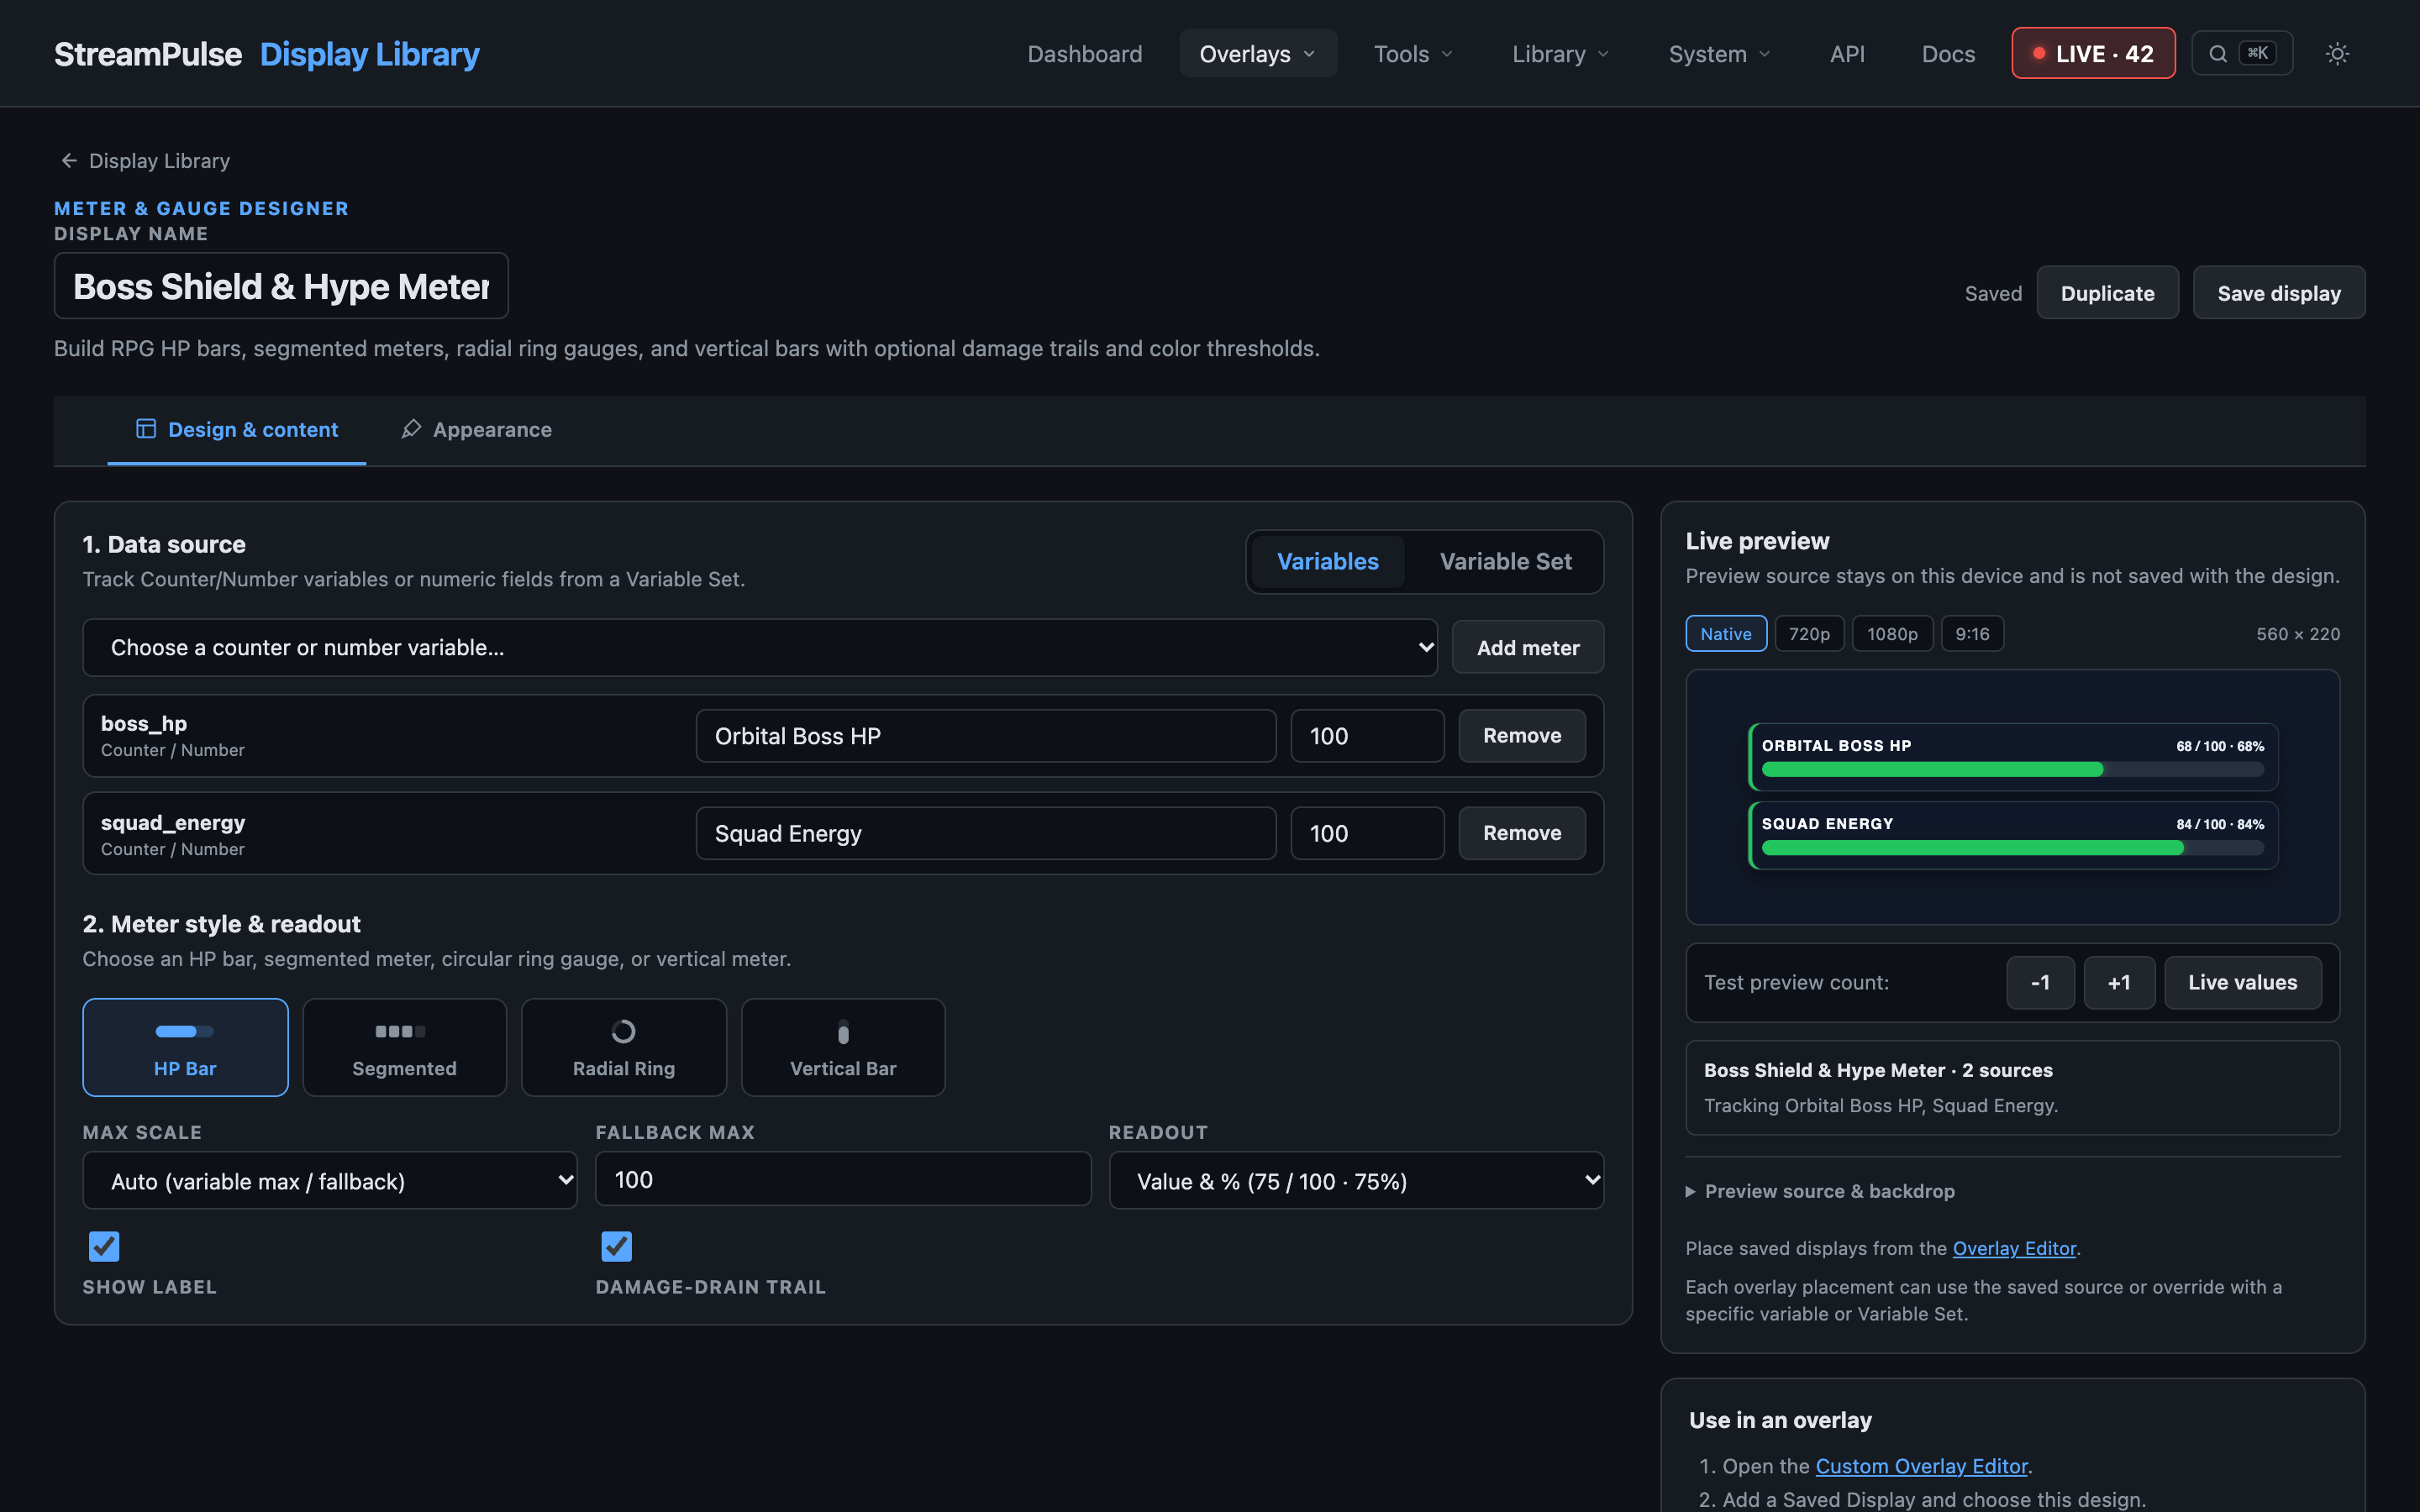 StreamPulse Display Library
Dashboard
Overlays
Tools
Library
System
API
Docs
LIVE · 42
⌘K
Display Library
METER & GAUGE DESIGNER
DISPLAY NAME
Boss Shield & Hype Meter
Saved
Duplicate
Save display
Build RPG HP bars, segmented meters, radial ring gauges, and vertical bars with optional damage trails and color thresholds.
Design & content
Appearance
1. Data source
Track Counter/Number variables or numeric fields from a Variable Set.
Variables
Variable Set
Choose a counter or number variable...
Add meter
boss_hp
Counter / Number
Orbital Boss HP
100
Remove
squad_energy
Counter / Number
Squad Energy
100
Remove
2. Meter style & readout
Choose an HP bar, segmented meter, circular ring gauge, or vertical meter.
HP Bar
Segmented
Radial Ring
Vertical Bar
MAX SCALE
Auto (variable max / fallback)
FALLBACK MAX
100
READOUT
Value & % (75 / 100 · 75%)
SHOW LABEL
DAMAGE-DRAIN TRAIL
Live preview
Preview source stays on this device and is not saved with the design.
Native
720p
1080p
9:16
560 × 220
ORBITAL BOSS HP
68 / 100 · 68%
SQUAD ENERGY
84 / 100 · 84%
Test preview count:
-1
+1
Live values
Boss Shield & Hype Meter · 2 sources
Tracking Orbital Boss HP, Squad Energy.
Preview source & backdrop
Place saved displays from the Overlay Editor.
Each overlay placement can use the saved source or override with a
specific variable or Variable Set.
Use in an overlay
1. Open the Custom Overlay Editor.
2. Add a Saved Display and choose this design.